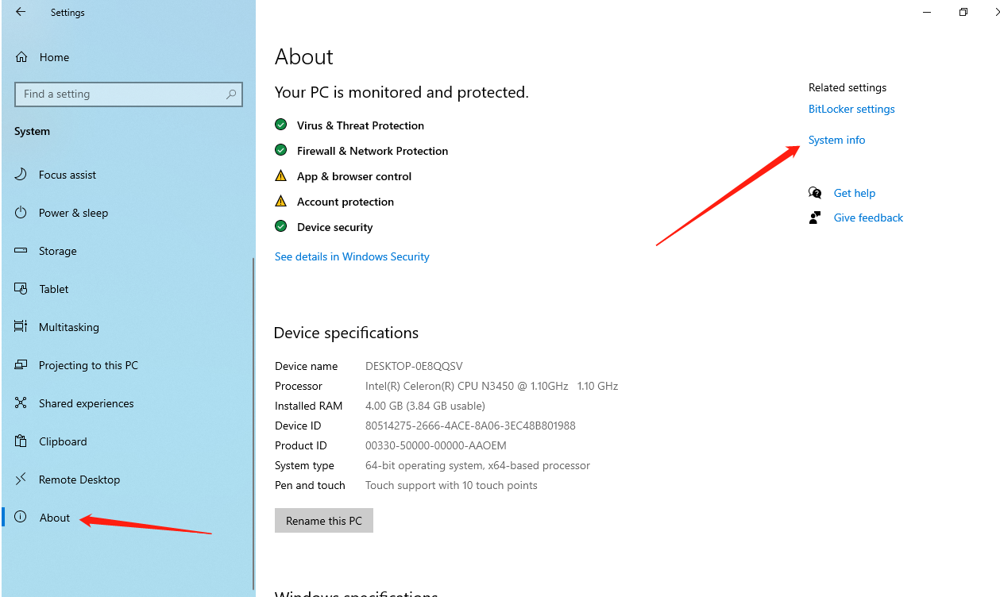 Settings
Home
Find a setting
System
Focus assist
Power & sleep
Storage
Tablet
Multitasking
Projecting to this PC
Shared experiences
Clipboard
Remote Desktop
About
About
Your PC is monitored and protected.
Virus & Threat Protection
Firewall & Network Protection
App & browser control
Account protection
Device security
See details in Windows Security
Device specifications
Device name DESKTOP-0E8QQSV
Processor Intel(R) Celeron(R) CPU N3450 @ 1.10GHz 1.10 GHz
Installed RAM 4.00 GB (3.84 GB usable)
Device ID 80514275-2666-4ACE-8A06-3EC48B801988
Product ID 00330-50000-00000-AAOEM
System type 64-bit operating system, x64-based processor
Pen and touch Touch support with 10 touch points
Rename this PC
Windows specifications
Related settings
BitLocker settings
System info
Get help
Give feedback